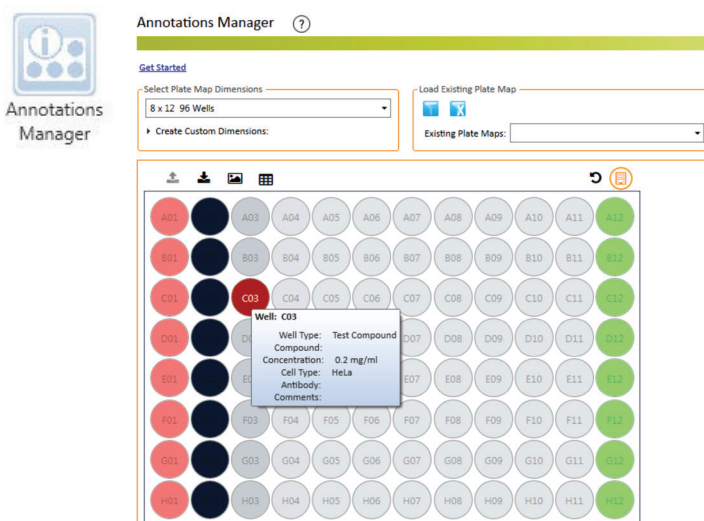 Annotations Manager ?
Annotations
Manager
Get Started
Select Plate Map Dimensions
8 x 12 96 Wells
Create Custom Dimensions:
Load Existing Plate Map
Existing Plate Maps:
A01 A03 A04 A05 A06 A07 A08 A09 A10 A11 A12
B01 B03 B04 B05 B06 B07 B08 B09 B10 B11 B12
C01 C03 C04 C05 C06 C07 C08 C09 C10 C11 C12
Well: C03
Well Type: Test Compound
Compound:
Concentration: 0.2 mg/ml
Cell Type: HeLa
Antibody:
Comments:
D01 D07 D08 D09 D10 D11 D12
E01 E07 E08 E09 E10 E11 E12
F01 F03 F04 F05 F06 F07 F08 F09 F10 F11 F12
G01 G03 G04 G05 G06 G07 G08 G09 G10 G11 G12
H01 H03 H04 H05 H06 H07 H08 H09 H10 H11 H12